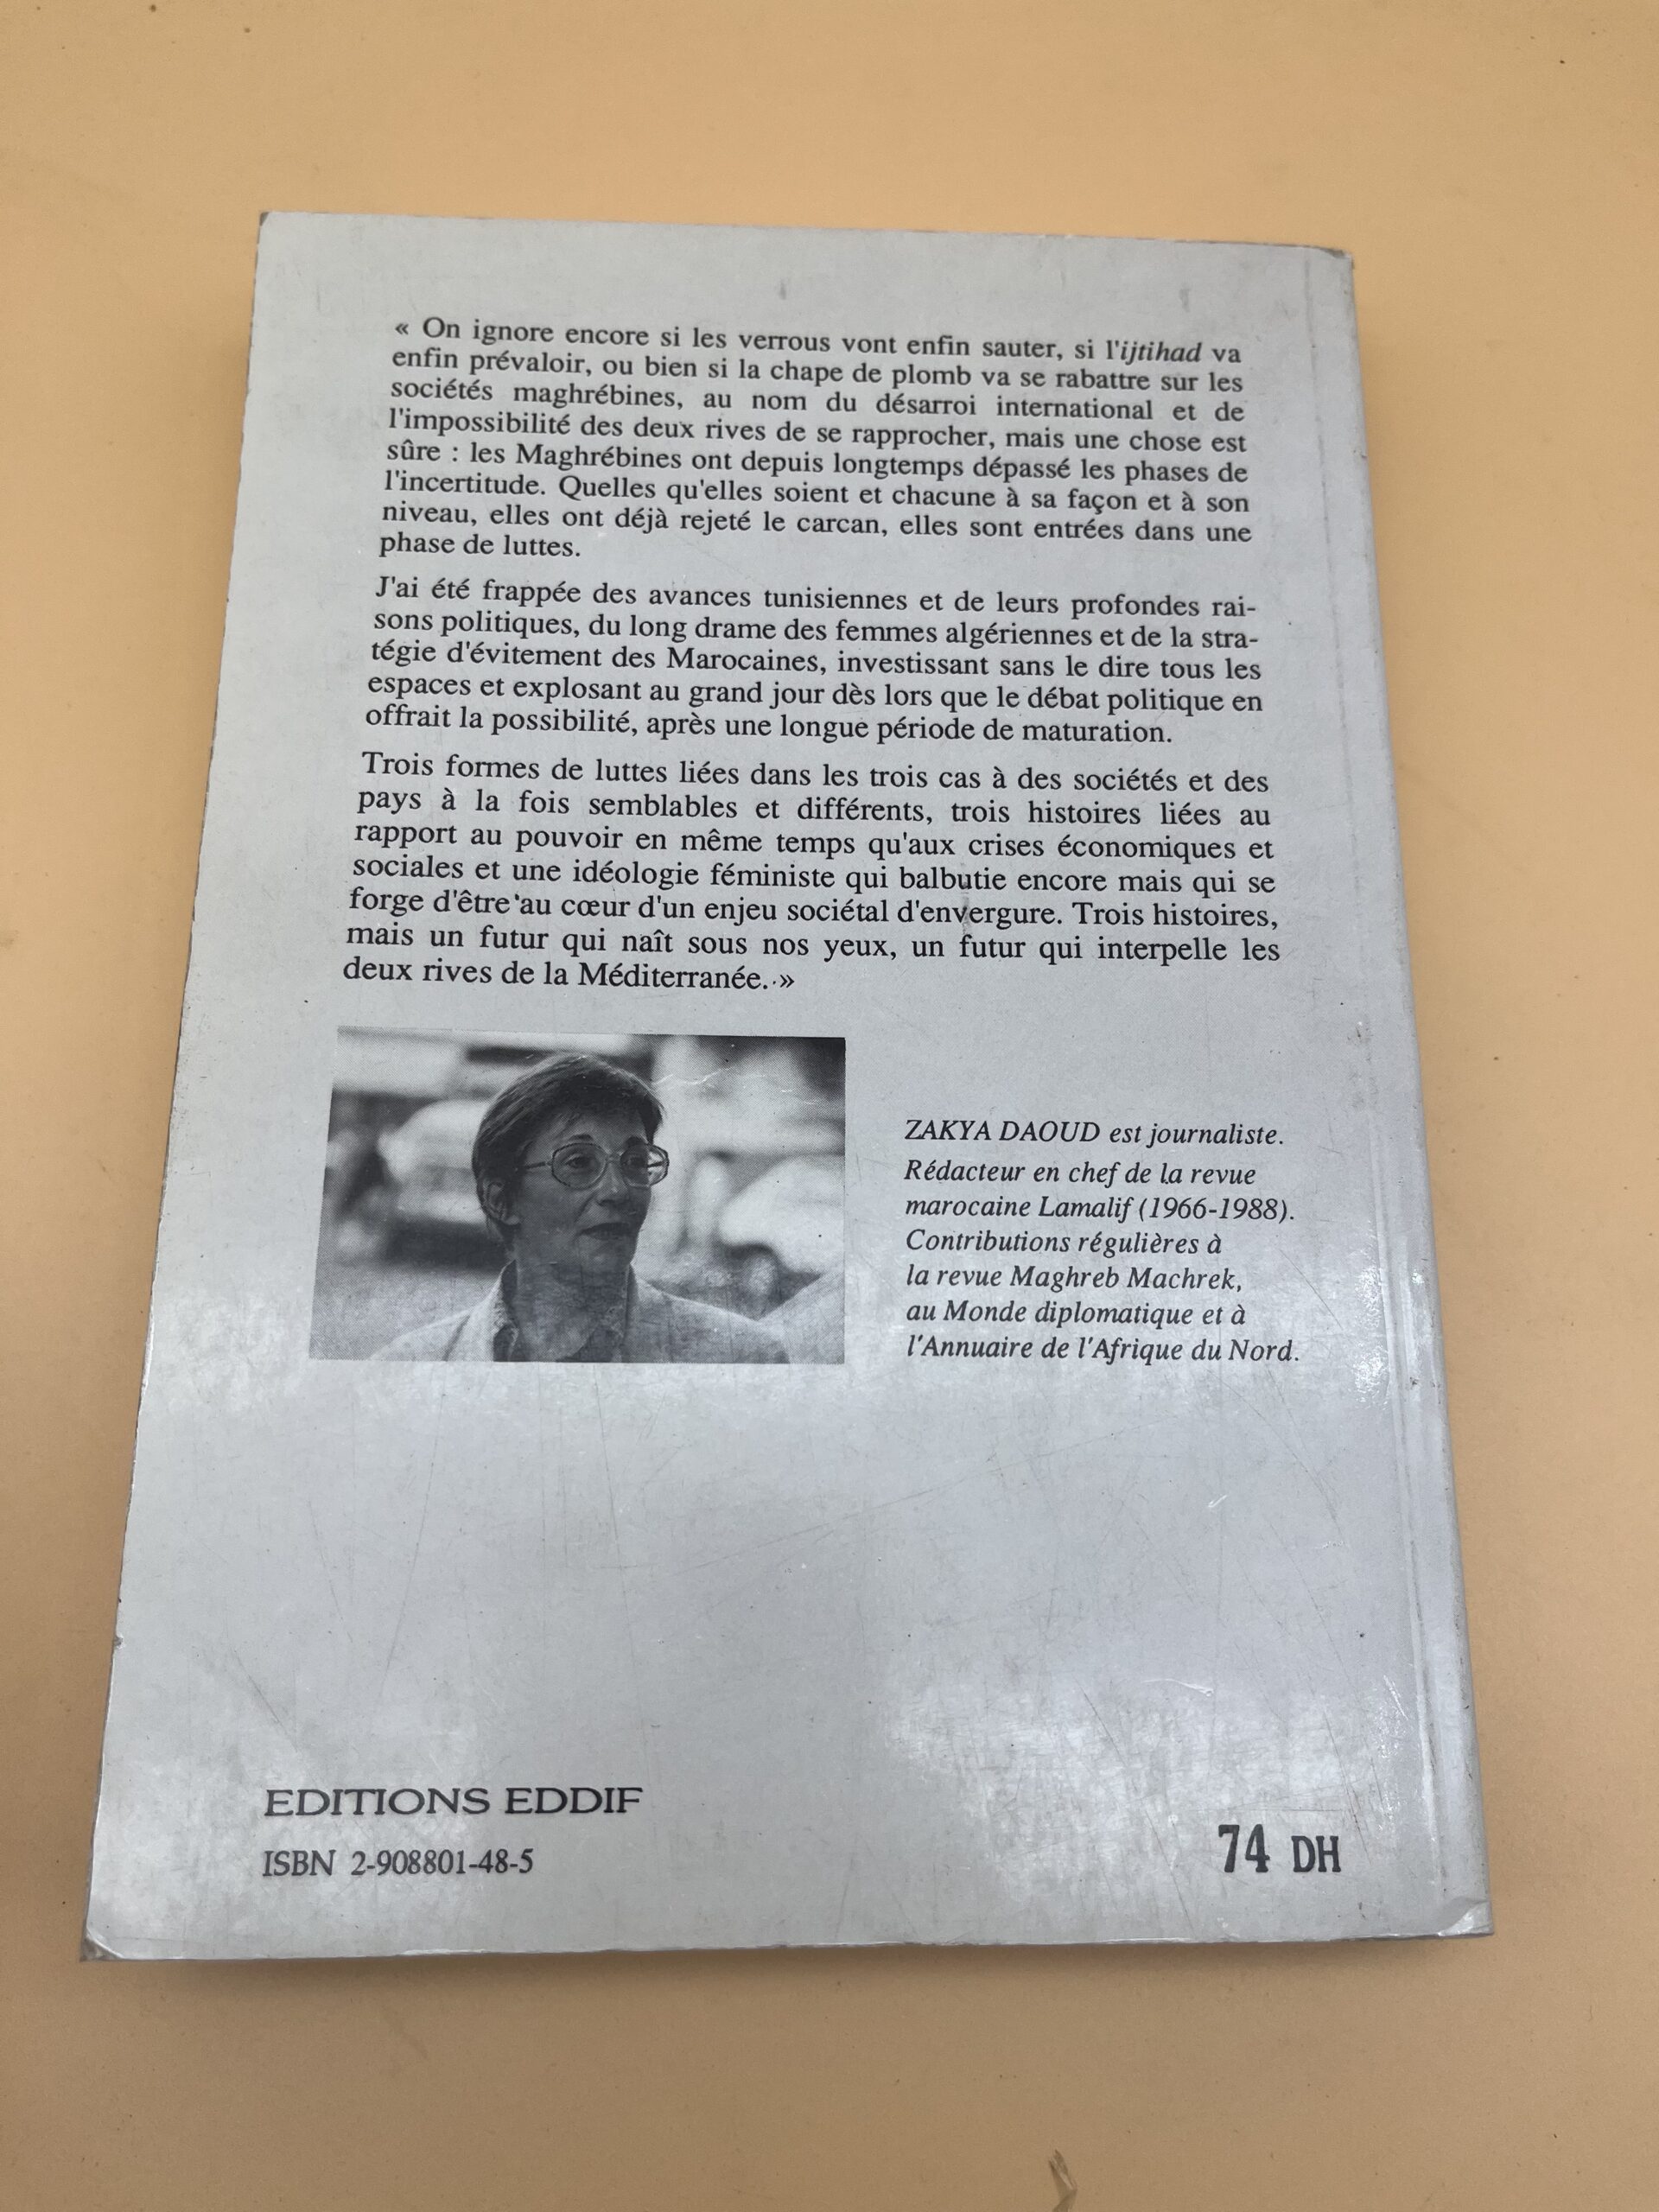 « On ignore encore si les verrous vont enfin sauter, si l'ijtihad va
enfin prévaloir, ou bien si la chape de plomb va se rabattre sur les
sociétés maghrébines, au nom du désarroi international et de
l'impossibilité des deux rives de se rapprocher, mais une chose est
sûre : les Maghrébines ont depuis longtemps dépassé les phases de
l'incertitude. Quelles qu'elles soient et chacune à sa façon et à son
niveau, elles ont déjà rejeté le carcan, elles sont entrées dans une
phase de luttes.
J'ai été frappée des avances tunisiennes et de leurs profondes rai-
sons politiques, du long drame des femmes algériennes et de la stra-
tégie d'évitement des Marocaines, investissant sans le dire tous les
espaces et explosant au grand jour dès lors que le débat politique en
offrait la possibilité, après une longue période de maturation.
Trois formes de luttes liées dans les trois cas à des sociétés et des
pays à la fois semblables et différents, trois histoires liées au
rapport au pouvoir en même temps qu'aux crises économiques et
sociales et une idéologie féministe qui balbutie encore mais qui se
forge d'être au cœur d'un enjeu sociétal d'envergure. Trois histoires,
mais un futur qui naît sous nos yeux, un futur qui interpelle les
deux rives de la Méditerranée. »
ZAKYA DAOUD est journaliste.
Rédacteur en chef de la revue
marocaine Lamalif (1966-1988).
Contributions régulières à
la revue Maghreb Machrek,
au Monde diplomatique et à
l'Annuaire de l'Afrique du Nord.
EDITIONS EDDIF
ISBN 2-908801-48-5
74 DH